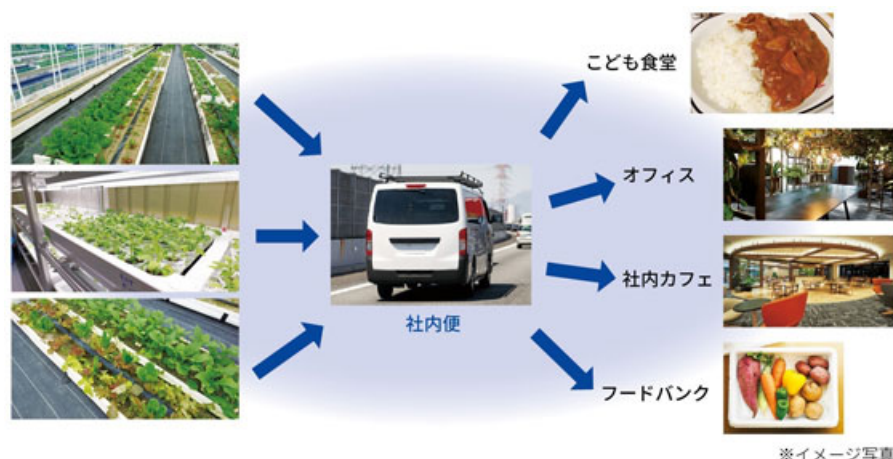 こども食堂
オフィス
社内便
社内カフェ
フードバンク
※イメージ写真